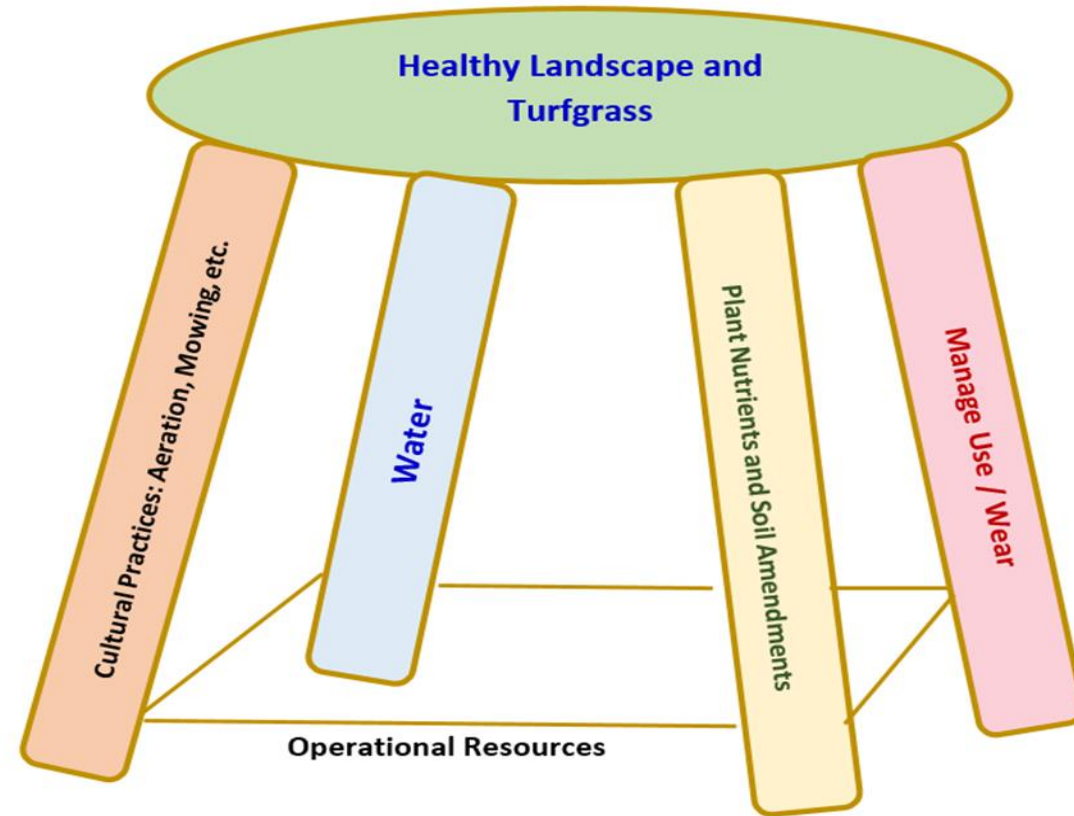 Healthy Landscape and
Turfgrass
Cultural Practices: Aeration, Mowing, etc.
Water
Plant Nutrients and Soil Amendments
Manage Use / Wear
Operational Resources